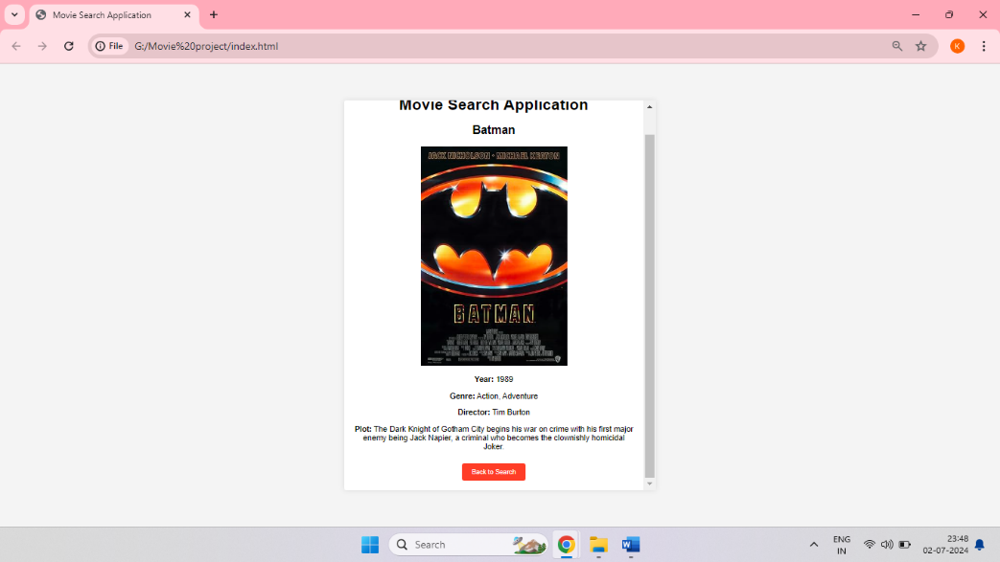 Movie Search Application
File
G:/Movie%20project/index.html
K
Movie Search Application
Batman
JACK NICHOLSON · MICHAEL KEATON
BATMAN
Year: 1989
Genre: Action, Adventure
Director: Tim Burton
Plot: The Dark Knight of Gotham City begins his war on crime with his first major
enemy being Jack Napier, a criminal who becomes the clownishly homicidal
Joker.
Back to Search
Search
ENG
IN
23:48
02-07-2024